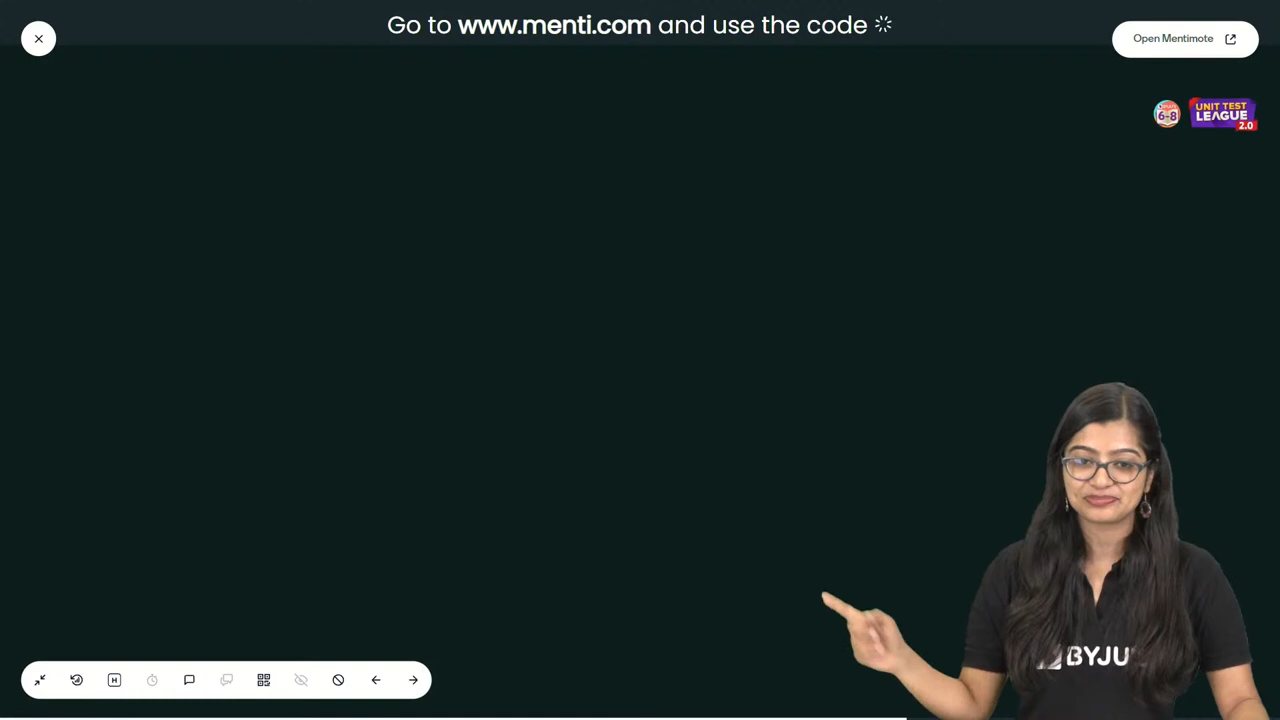 Go to www.menti.com and use the code
Open Mentimote
6-8
UNIT TEST
LEAGUE
2.0
H
BYJU